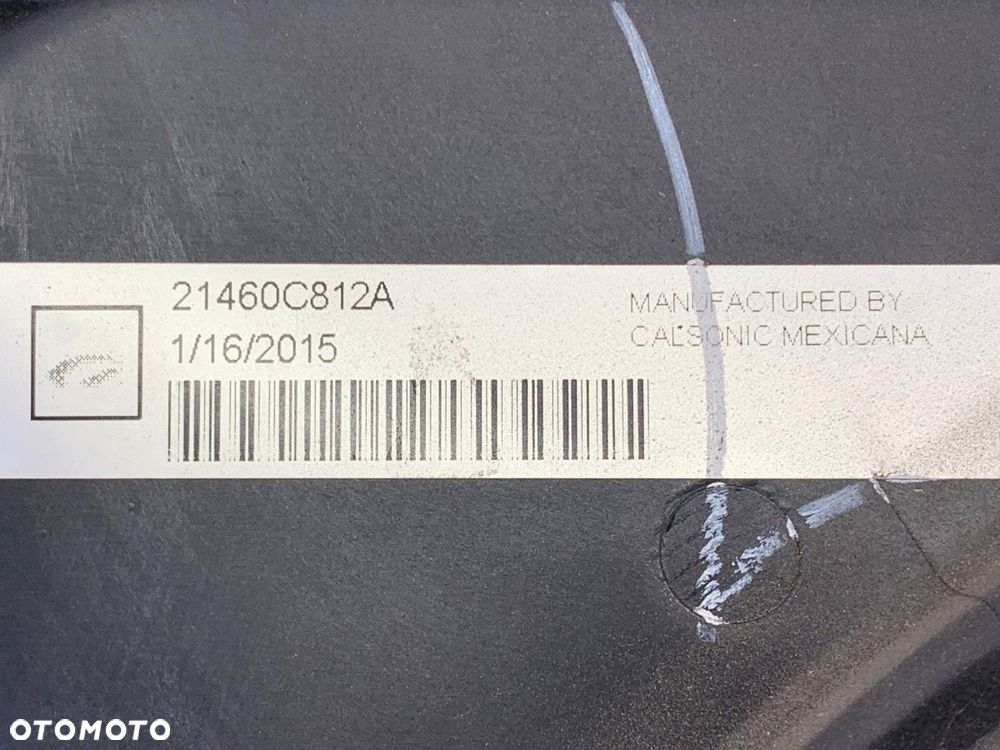 21460C812A
1/16/2015
MANUFACTURED BY
CALSONIC MEXICANA
OTOMOTO